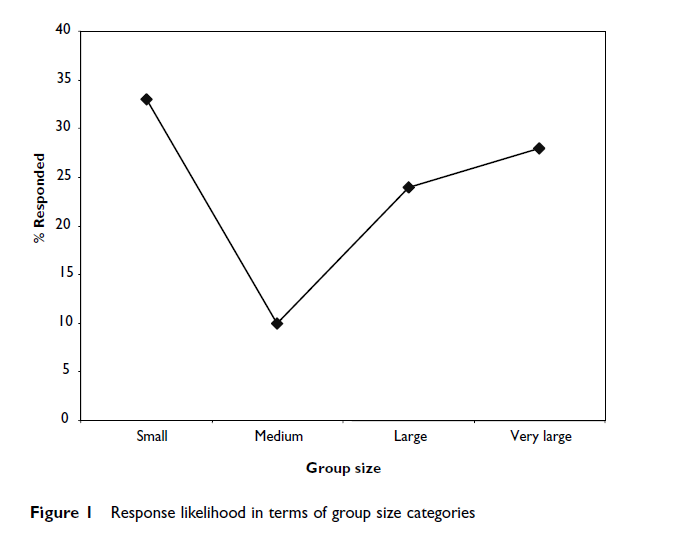 40
35
30
25
20
15
10
5
0
% Responded
Small Medium Large Very large
Group size
Figure 1 Response likelihood in terms of group size categories